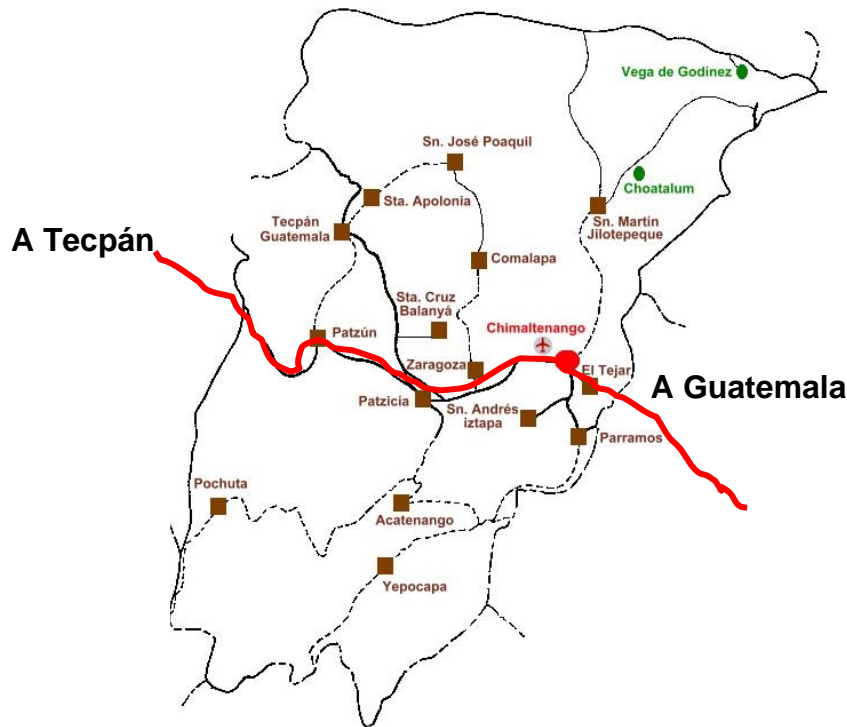 Vega de Godínez
Sn. José Poaquil
Choatalum
Sta. Apolonia
Sn. Martín
Jilotepeque
Tecpán
Guatemala
A Tecpán
Comalapa
Sta. Cruz
Balanyá
Chimaltenango
Patzún
Zaragoza
El Tejar
A Guatemala
Patzicía
Sn. Andrés
iztapa
Parramos
Pochuta
Acatenango
Yepocapa